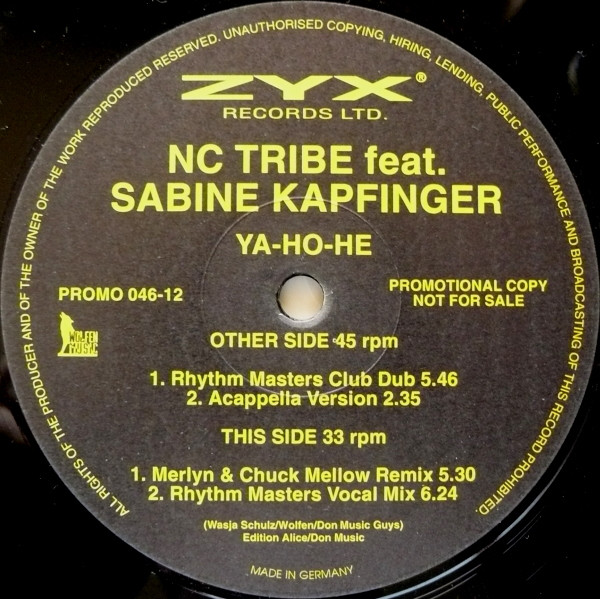 ALL RIGHTS OF THE PRODUCER AND OF THE OWNER OF THE WORK REPRODUCED RESERVED. UNAUTHORISED COPYING, HIRING, LENDING, PUBLIC PERFORMANCE AND BROADCASTING OF THIS RECORD PROHIBITED.
ZYX®
RECORDS LTD.
NC TRIBE feat.
SABINE KAPFINGER
YA-HO-HE
PROMO 046-12
PROMOTIONAL COPY
NOT FOR SALE
WOLFEN
MUSIC
OTHER SIDE 45 rpm
1. Rhythm Masters Club Dub 5.46
2. Acappella Version 2.35
THIS SIDE 33 rpm
1. Merlyn & Chuck Mellow Remix 5.30
2. Rhythm Masters Vocal Mix 6.24
(Wasja Schulz/Wolfen/Don Music Guys)
Edition Alice/Don Music
MADE IN GERMANY